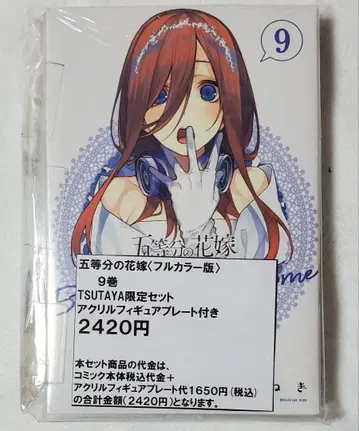 9
五等分の花嫁
五等分の花嫁〈フルカラー版〉
9巻
TSUTAYA限定セット
アクリルフィギュアプレート付き
2420円
本セット商品の代金は、
コミック本体税込代金＋
アクリルフィギュアプレート代1650円(税込)
の合計金額(2420円)となります。